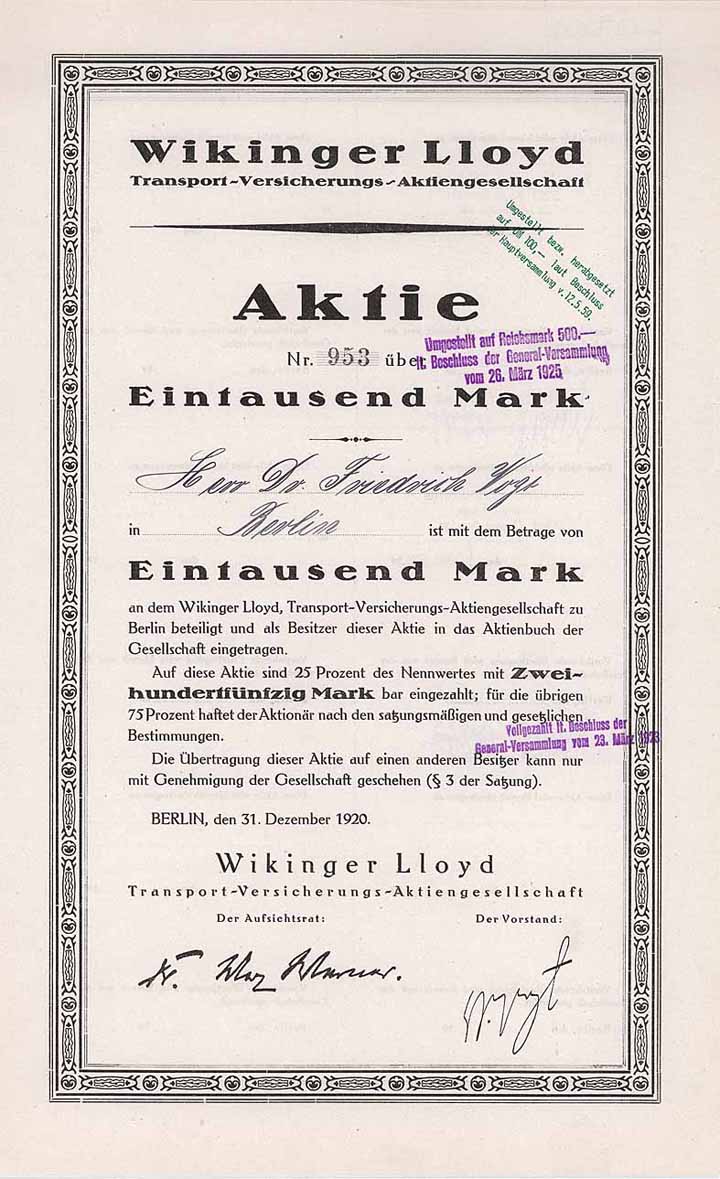 Wikinger Lloyd
Transport-Versicherungs-Aktiengesellschaft
Umgestellt bezw. herabgesetzt
auf DM 100,— laut Beschluss
der Hauptversammlung v. 12.5.50.
Aktie
Umgestellt auf Reichsmark 500.—
Nr. 953 über
lt. Beschluss der General-Versammlung
vom 26. März 1925
Eintausend Mark
Herr Dr. Friedrich Vogt
in Berlin ist mit dem Betrage von
Eintausend Mark
an dem Wikinger Lloyd, Transport-Versicherungs-Aktiengesellschaft zu
Berlin beteiligt und als Besitzer dieser Aktie in das Aktienbuch der
Gesellschaft eingetragen.
Auf diese Aktie sind 25 Prozent des Nennwertes mit Zwei-
hundertfünfzig Mark bar eingezahlt; für die übrigen
75 Prozent haftet der Aktionär nach den satzungsmäßigen und gesetzlichen
Bestimmungen.
Vollgezahlt lt. Beschluss der
General-Versammlung vom 23. März 1923
Die Übertragung dieser Aktie auf einen anderen Besitzer kann nur
mit Genehmigung der Gesellschaft geschehen (§ 3 der Satzung).
BERLIN, den 31. Dezember 1920.
Wikinger Lloyd
Transport-Versicherungs-Aktiengesellschaft
Der Aufsichtsrat: Der Vorstand: